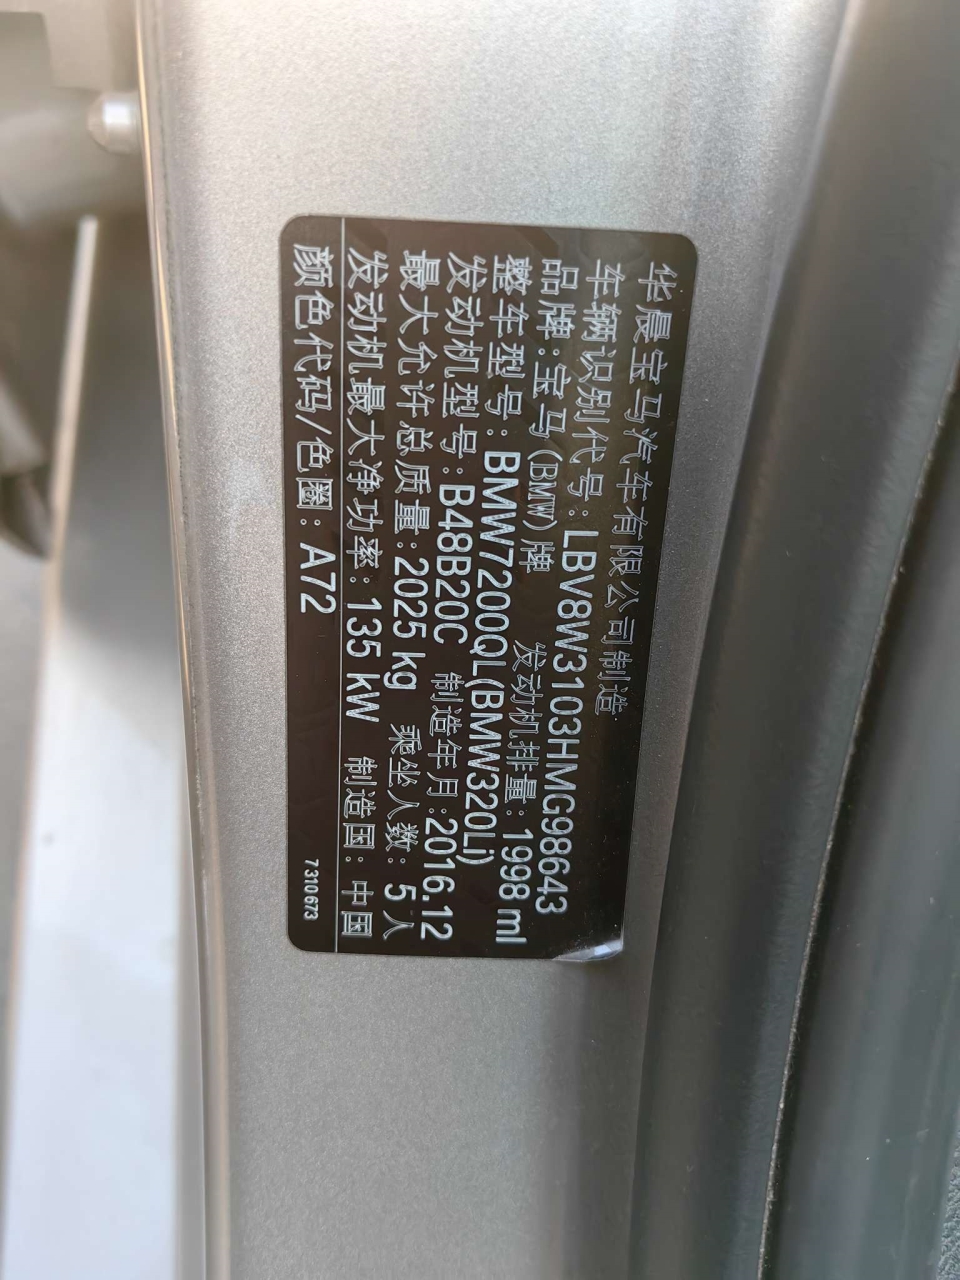 华晨宝马汽车有限公司制造
车辆识别代号：LBV8W3103HMG98643
品牌：宝马(BMW)牌 发动机排量：1998 ml
整车型号：BMW7200QL(BMW320Li)
发动机型号：B48B20C 制造年月：2016.12
最大允许总质量：2025 kg 乘坐人数：5人
发动机最大净功率：135 kW 制造国：中国
颜色代码/色圈：A72 7310673